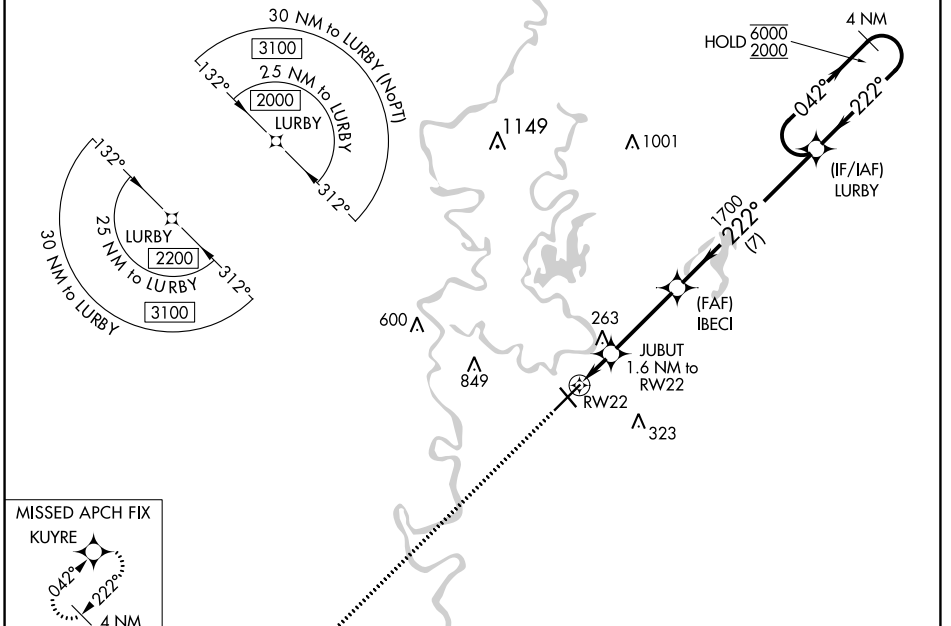 30 NM to LURBY (NoPT)
3100
25 NM to LURBY
2000
LURBY
132°
312°
132°
LURBY
2200
25 NM to LURBY
312°
3100
30 NM to LURBY
1149
1001
HOLD 6000
2000
4 NM
042°
222°
(IF/IAF)
LURBY
1700
222°
(7)
(FAF)
IBECI
600
263
849
JUBUT
1.6 NM to
RW22
RW22
323
MISSED APCH FIX
KUYRE
042°
222°
4 NM